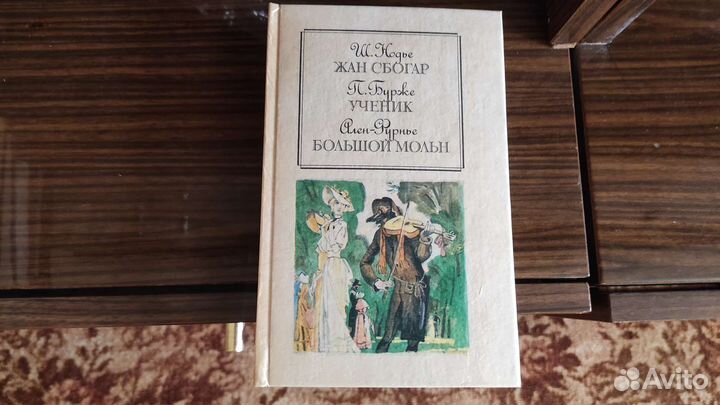 Ш. Нодье
ЖАН СБОГАР
П. Бурже
УЧЕНИК
Ален-Фурнье
БОЛЬШОЙ МОЛЬН
Avito